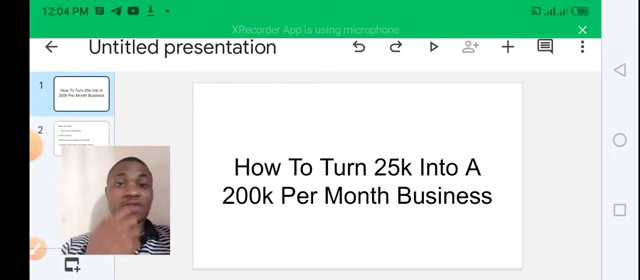 12:04 PM
XRecorder App is using microphone
Untitled presentation
1
How To Turn 25k Into A
200k Per Month Business
2
How To Turn 25k Into A
200k Per Month Business